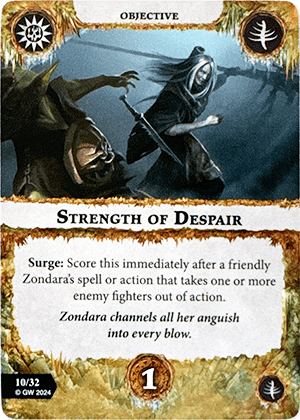 OBJECTIVE
STRENGTH OF DESPAIR
Surge: Score this immediately after a friendly
Zondara's spell or action that takes one or more
enemy fighters out of action.
Zondara channels all her anguish
into every blow.
10/32
© GW 2024
1